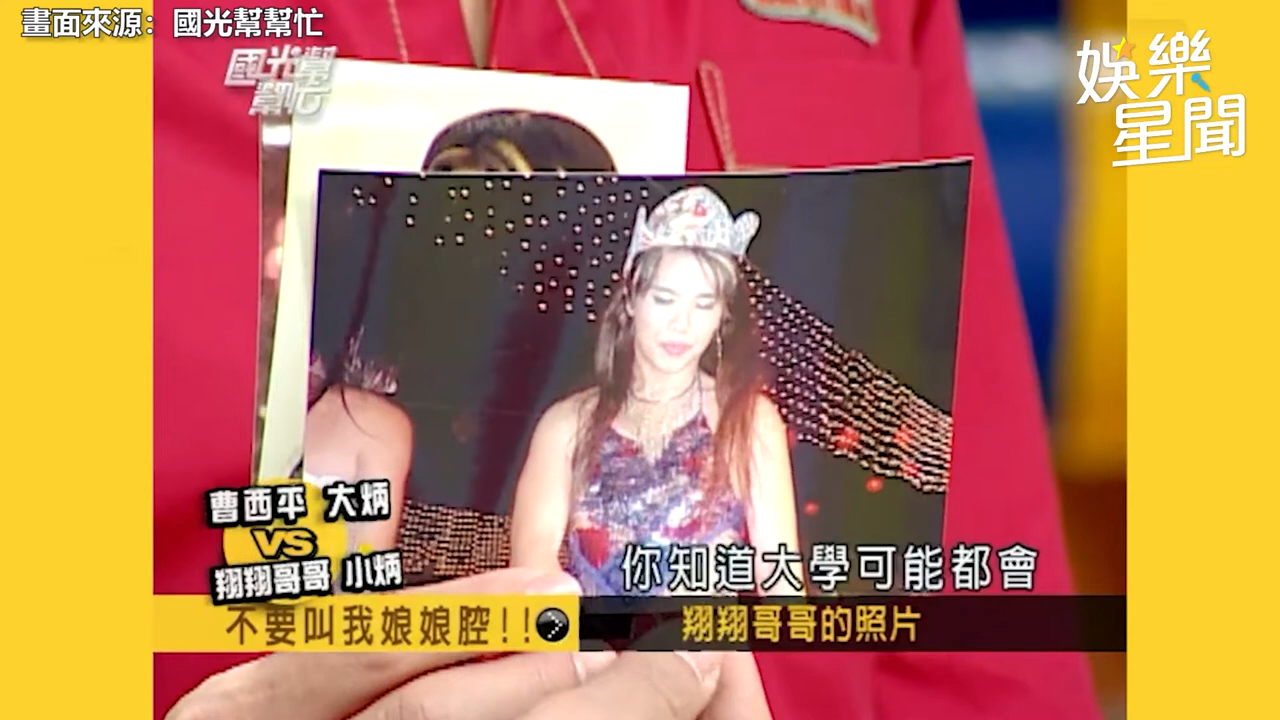 畫面來源：國光幫幫忙
國光幫
幫忙
娛樂
星聞
曹西平 大炳
VS
翔翔哥哥 小炳
你知道大學可能都會
不要叫我娘娘腔!!
翔翔哥哥的照片